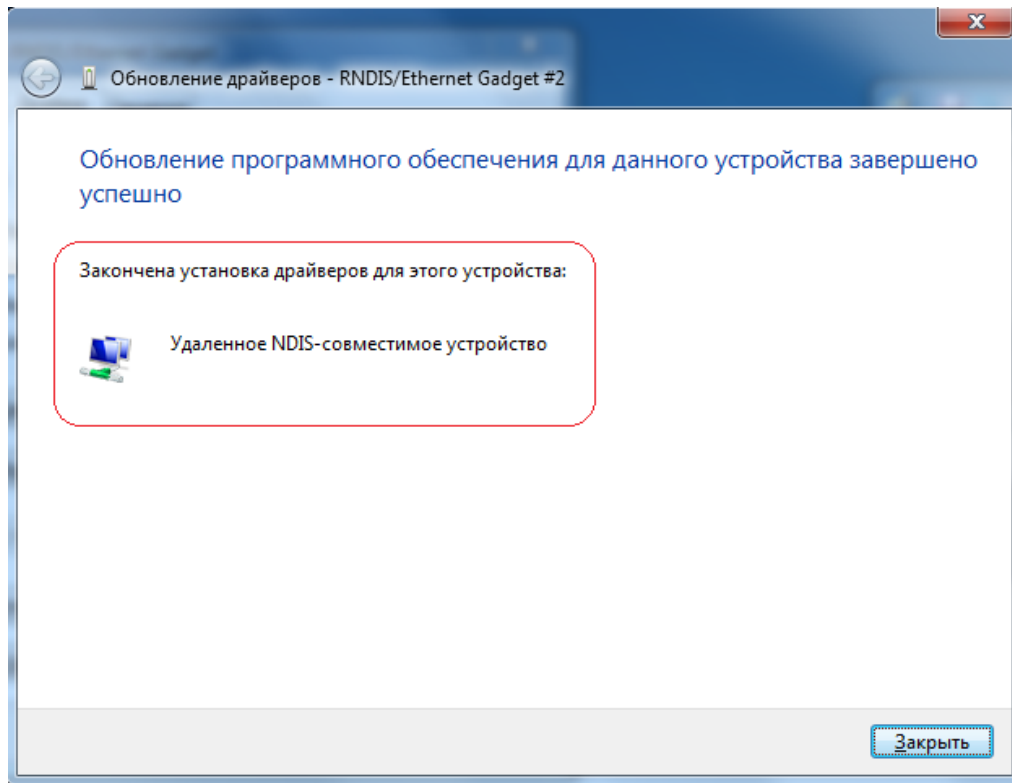 Обновление драйверов - RNDIS/Ethernet Gadget #2
Обновление программного обеспечения для данного устройства завершено
успешно
Закончена установка драйверов для этого устройства:
Удаленное NDIS-совместимое устройство
Закрыть